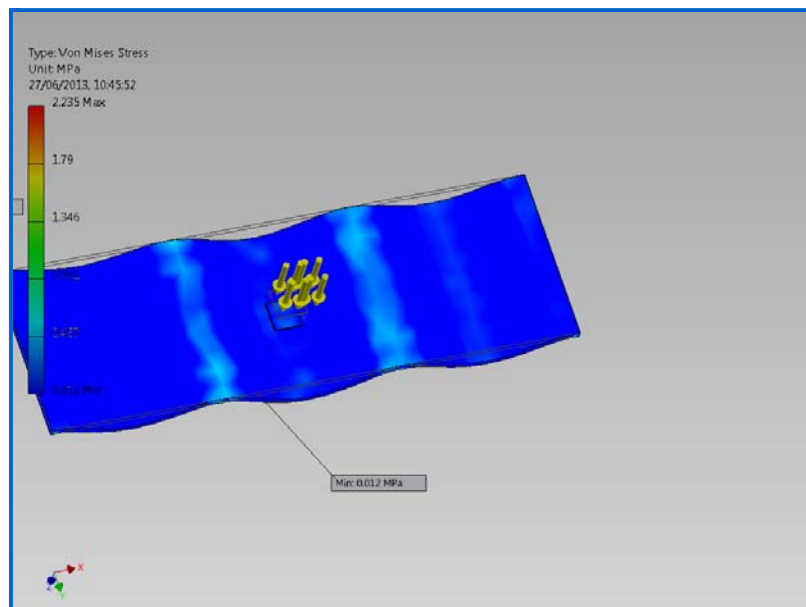 Type: Von Mises Stress
Unit: MPa
27/06/2013, 10:45:52
2.235 Max
1.79
1.346
Min: 0.012 MPa
X
Z
Y